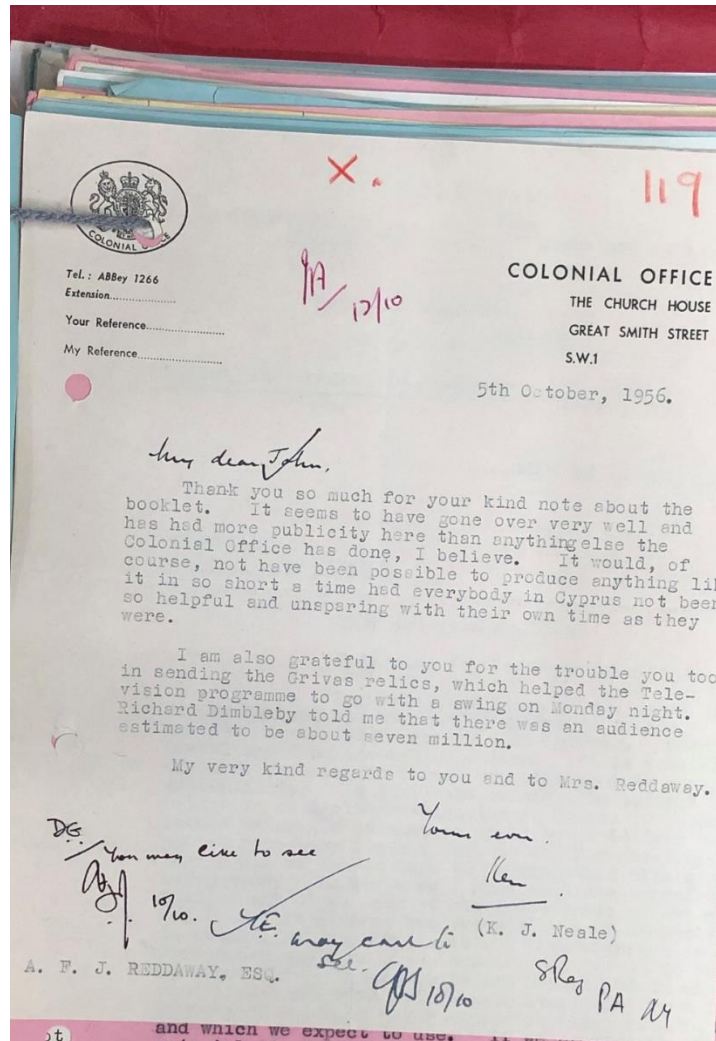 X.
119
COLONIAL OFFICE
PA
12/10
Tel.: ABBey 1266
Extension....................
Your Reference........................
My Reference..........................
COLONIAL OFFICE
THE CHURCH HOUSE
GREAT SMITH STREET
S.W.1
5th October, 1956.
My dear John,
Thank you so much for your kind note about the
booklet. It seems to have gone over very well and
has had more publicity here than anything else the
Colonial Office has done, I believe. It would, of
course, not have been possible to produce anything li
it in so short a time had everybody in Cyprus not been
so helpful and unsparing with their own time as they
were.
I am also grateful to you for the trouble you too
in sending the Grivas relics, which helped the Tele-
vision programme to go with a swing on Monday night.
Richard Dimbleby told me that there was an audience
estimated to be about seven million.
My very kind regards to you and to Mrs. Reddaway.
Yours ever.
Ken
(K. J. Neale)
DG.
You may like to see
10/10.
H.E. may care to
see.
10/10
A. F. J. REDDAWAY, ESQ.
SReg
PA
ot
and which we expect to use.